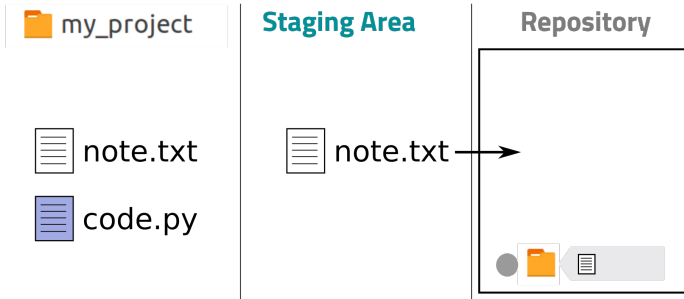 my_project
Staging Area
Repository
note.txt
note.txt
code.py